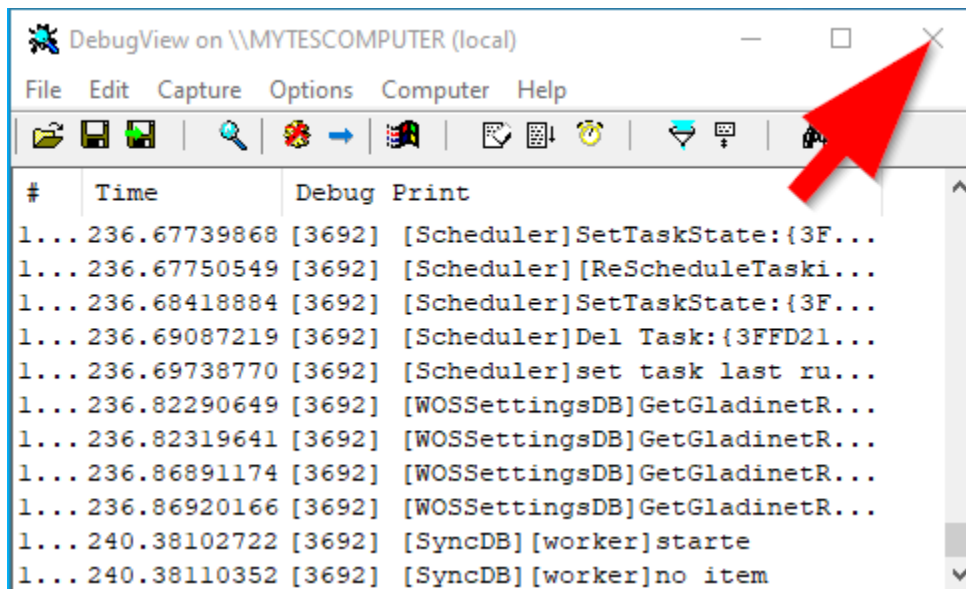 DebugView on \\MYTESCOMPUTER (local)
File Edit Capture Options Computer Help
# Time Debug Print
1... 236.67739868 [3692] [Scheduler]SetTaskState:{3F...
1... 236.67750549 [3692] [Scheduler][ReScheduleTaski...
1... 236.68418884 [3692] [Scheduler]SetTaskState:{3F...
1... 236.69087219 [3692] [Scheduler]Del Task:{3FFD21...
1... 236.69738770 [3692] [Scheduler]set task last ru...
1... 236.82290649 [3692] [WOSSettingsDB]GetGladinetR...
1... 236.82319641 [3692] [WOSSettingsDB]GetGladinetR...
1... 236.86891174 [3692] [WOSSettingsDB]GetGladinetR...
1... 236.86920166 [3692] [WOSSettingsDB]GetGladinetR...
1... 240.38102722 [3692] [SyncDB][worker]starte
1... 240.38110352 [3692] [SyncDB][worker]no item